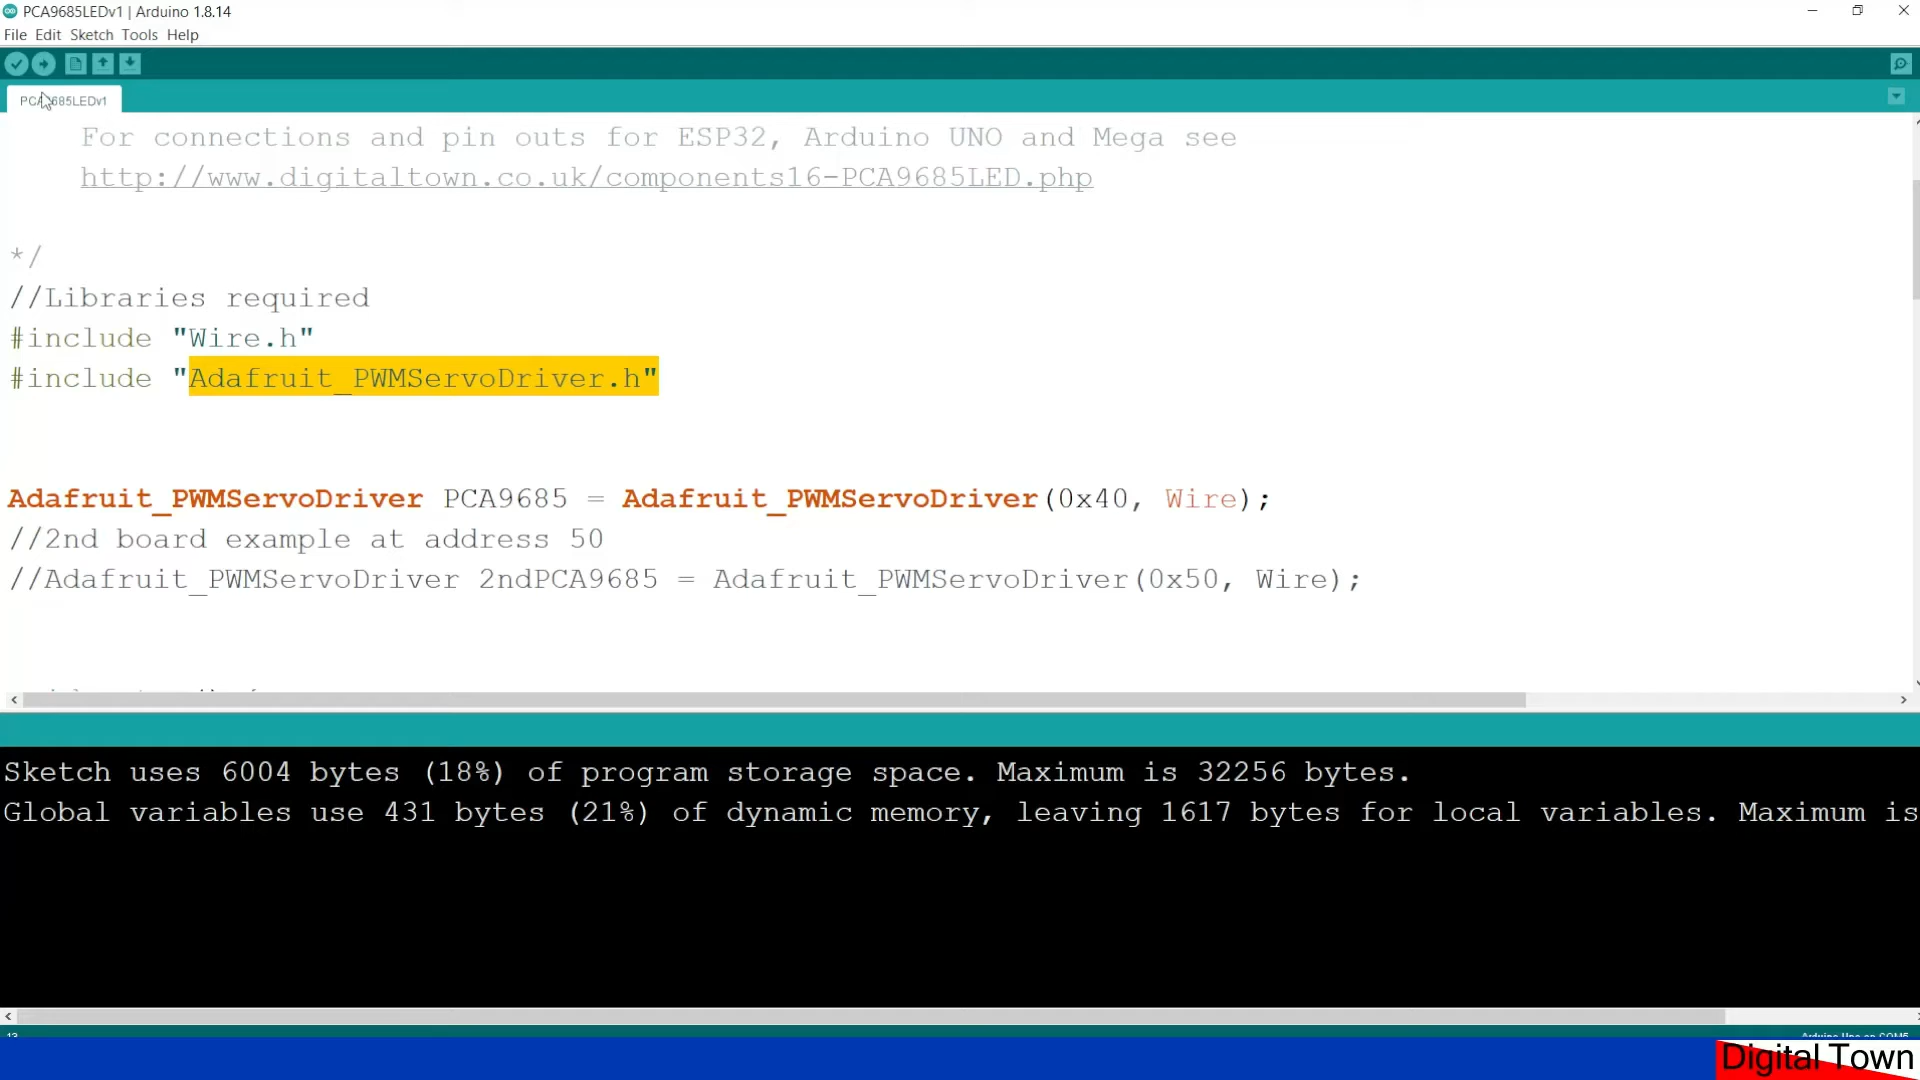 PCA9685LEDv1 | Arduino 1.8.14
File Edit Sketch Tools Help
PCA9685LEDv1
For connections and pin outs for ESP32, Arduino UNO and Mega see
http://www.digitaltown.co.uk/components16-PCA9685LED.php
*/
//Libraries required
#include "Wire.h"
#include "Adafruit_PWMServoDriver.h"
Adafruit_PWMServoDriver PCA9685 = Adafruit_PWMServoDriver(0x40, Wire);
//2nd board example at address 50
//Adafruit_PWMServoDriver 2ndPCA9685 = Adafruit_PWMServoDriver(0x50, Wire);
Sketch uses 6004 bytes (18%) of program storage space. Maximum is 32256 bytes.
Global variables use 431 bytes (21%) of dynamic memory, leaving 1617 bytes for local variables. Maximum is
Digital Town